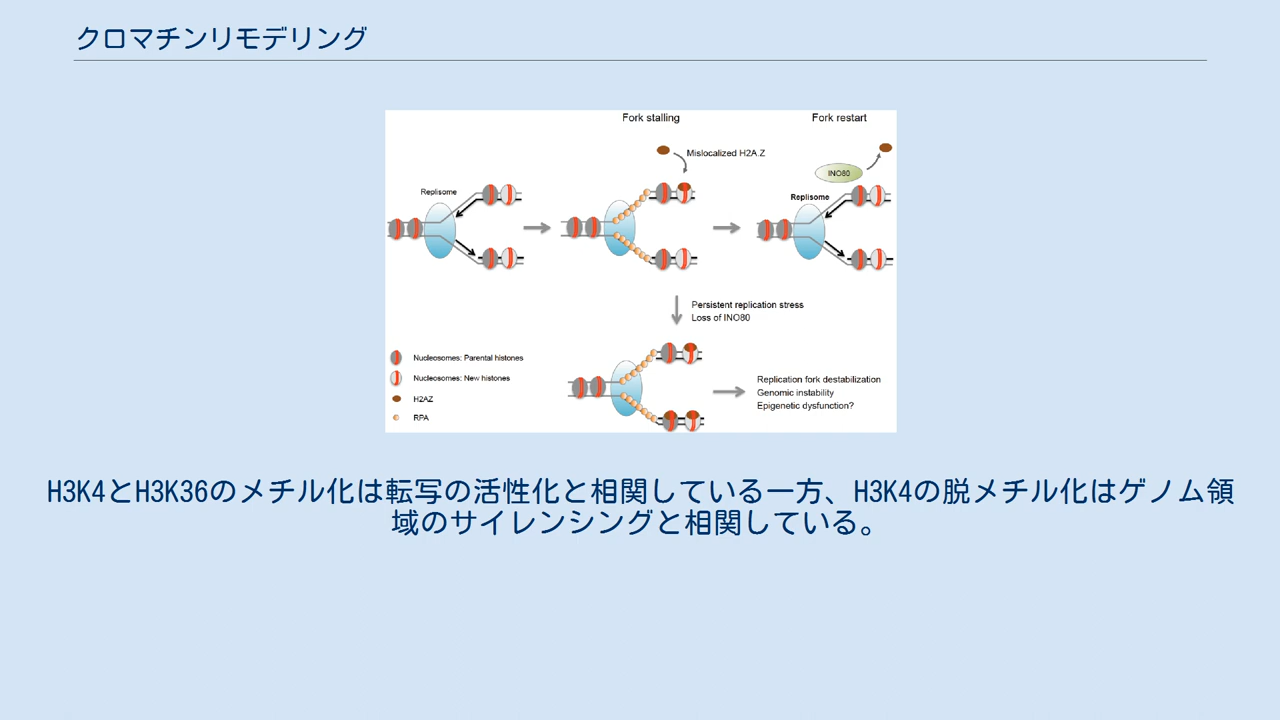 クロマチンリモデリング
Fork stalling
Fork restart
Mislocalized H2A.Z
INO80
Replisome
Replisome
Persistent replication stress
Loss of INO80
Nucleosomes: Parental histones
Nucleosomes: New histones
H2AZ
RPA
Replication fork destabilization
Genomic instability
Epigenetic dysfunction?
H3K4とH3K36のメチル化は転写の活性化と相関している一方、H3K4の脱メチル化はゲノム領
域のサイレンシングと相関している。